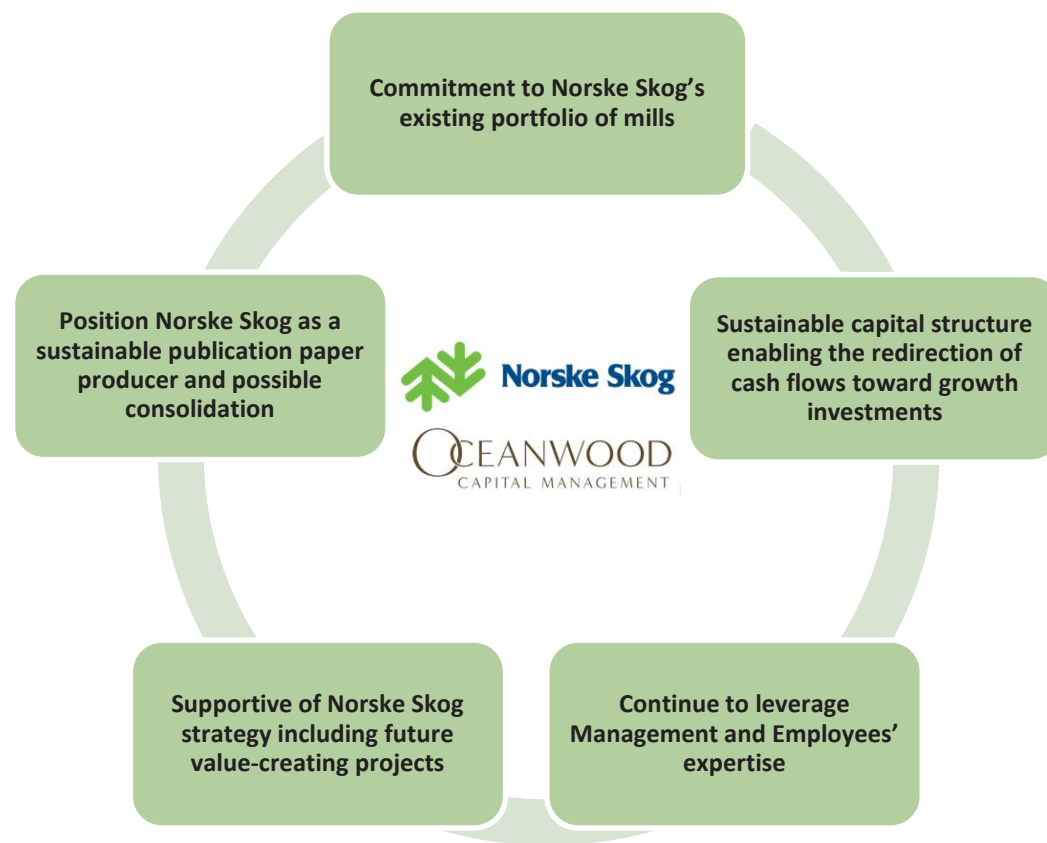 Commitment to Norske Skog’s
existing portfolio of mills
Position Norske Skog as a
sustainable publication paper
producer and possible
consolidation
Norske Skog
OCEANWOOD
CAPITAL MANAGEMENT
Sustainable capital structure
enabling the redirection of
cash flows toward growth
investments
Supportive of Norske Skog
strategy including future
value-creating projects
Continue to leverage
Management and Employees’
expertise